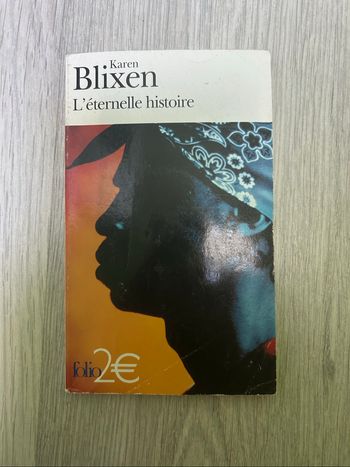 Karen
Blixen
L'éternelle histoire
folio 2€